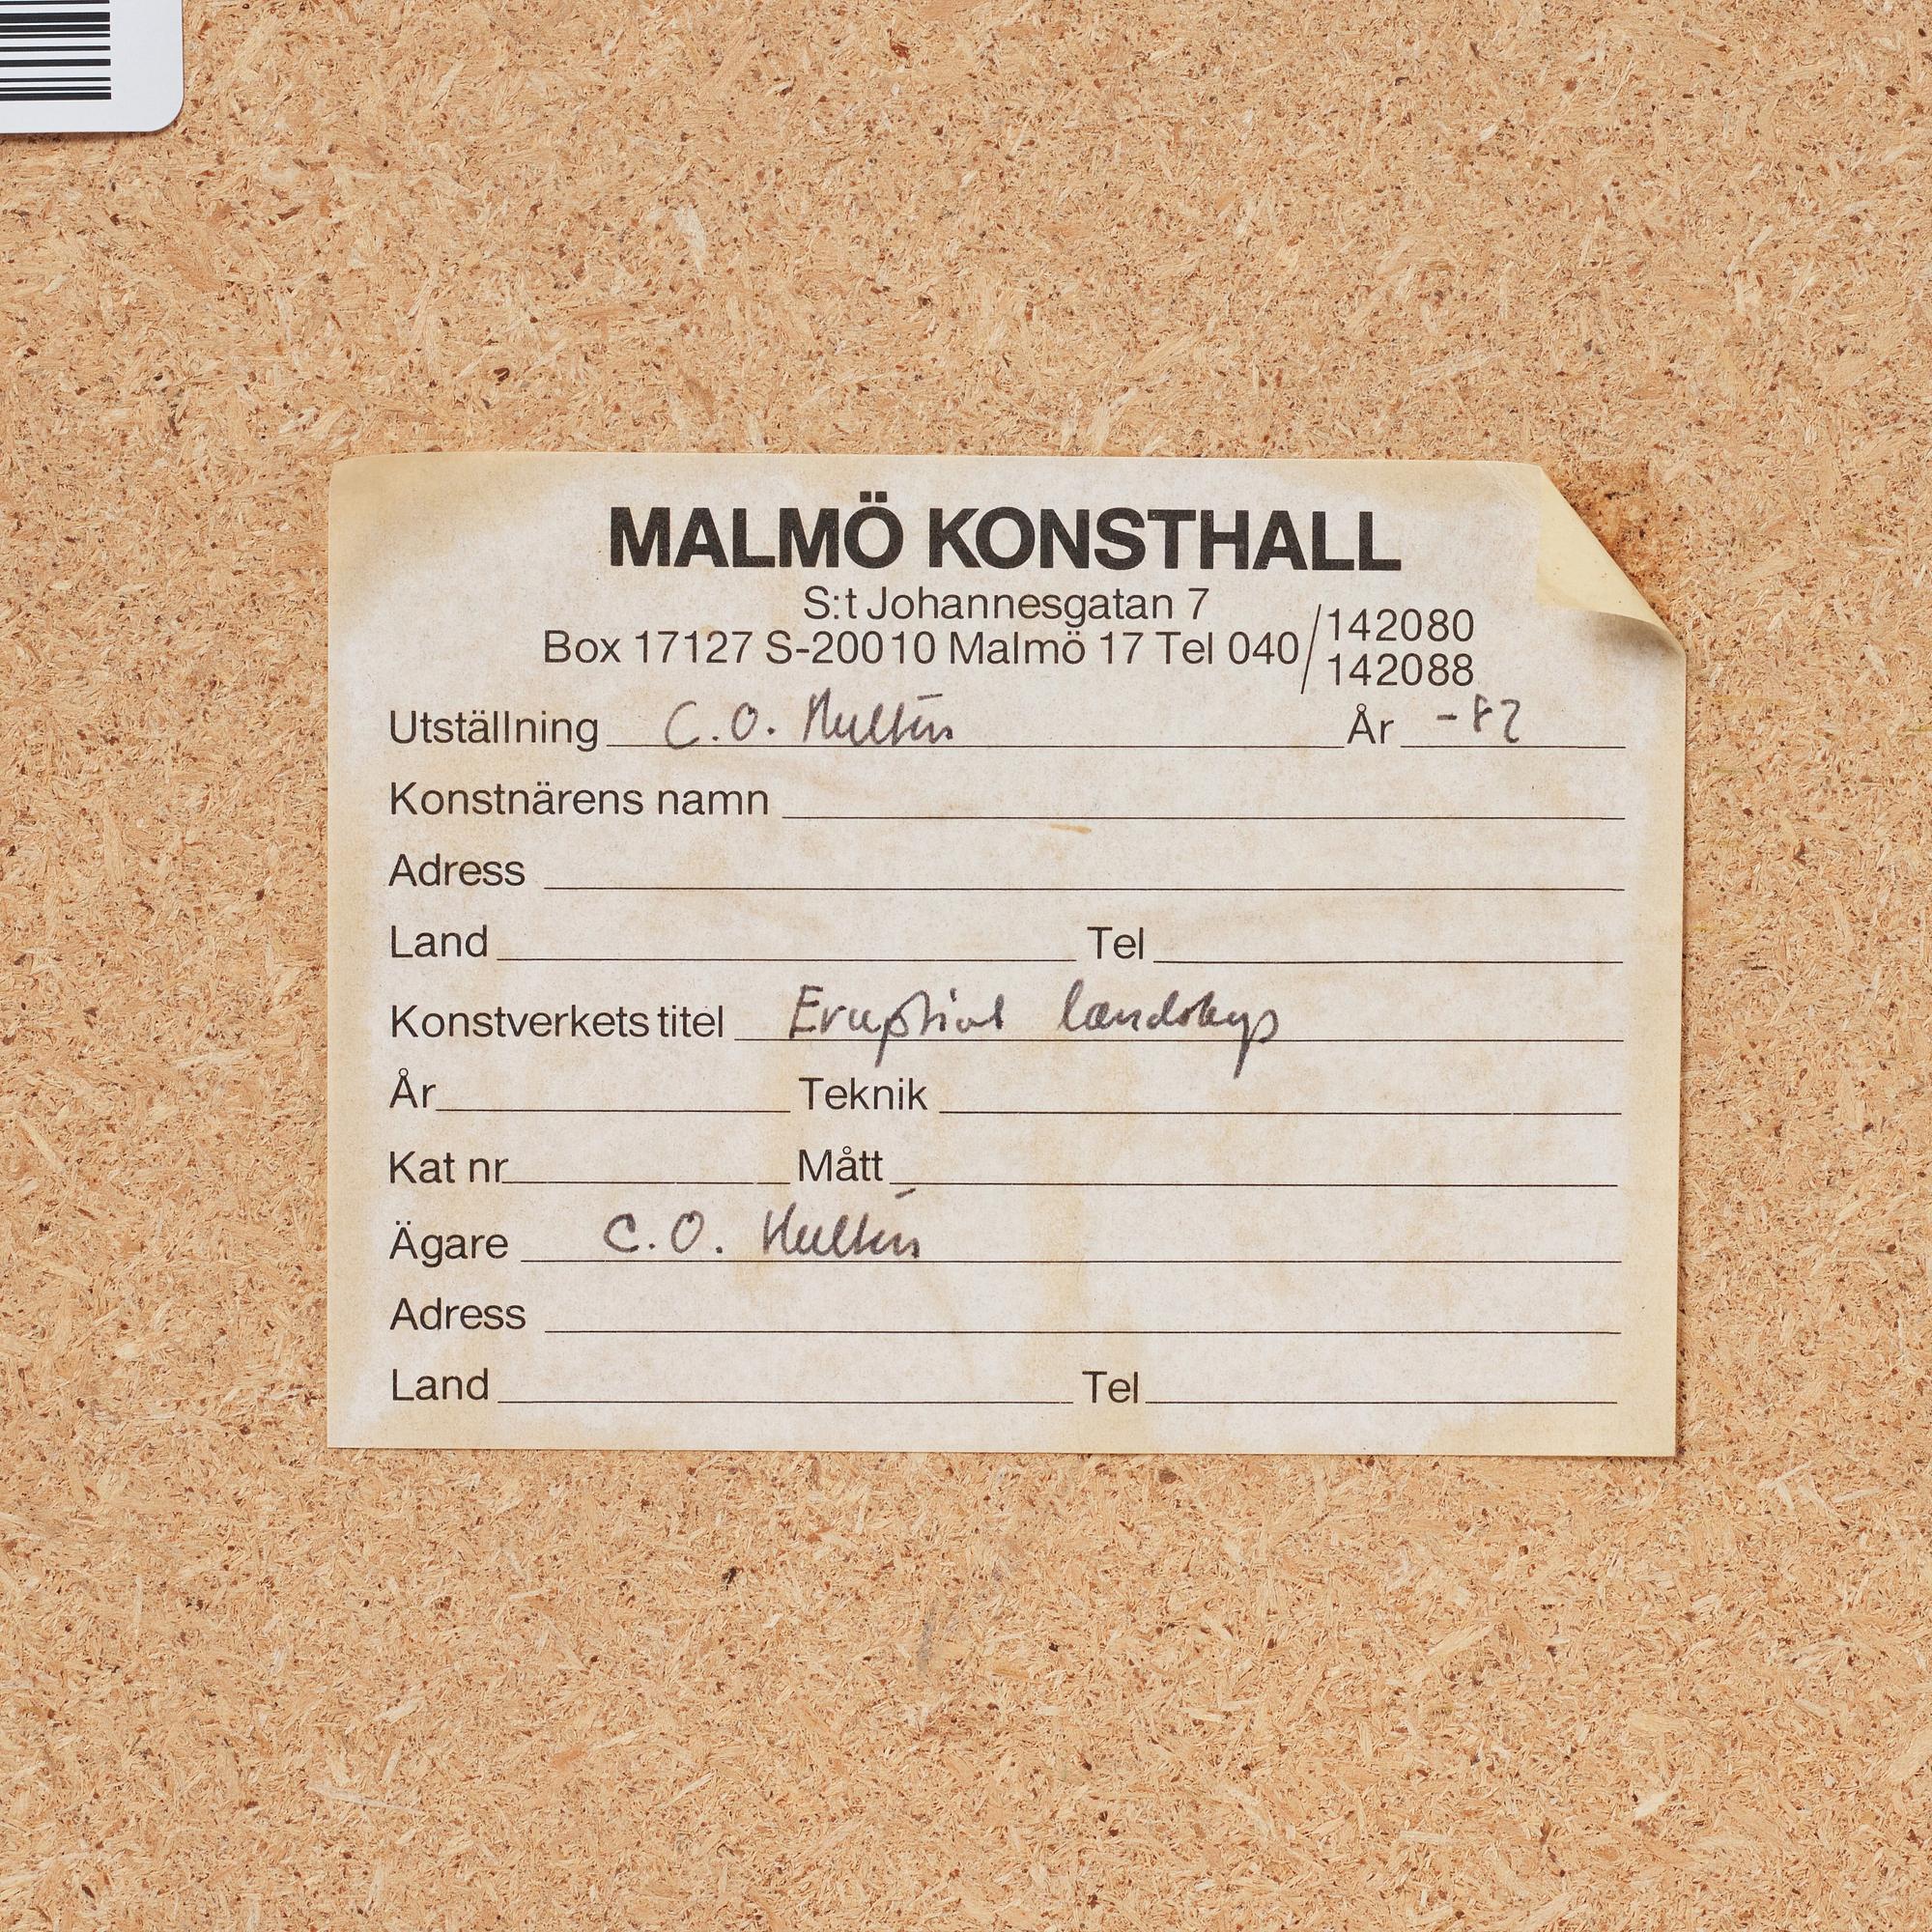 MALMÖ KONSTHALL
S:t Johannesgatan 7
Box 17127 S-20010 Malmö 17 Tel 040/142080
142088
Utställning C.O. Hultén År -82
Konstnärens namn
Adress
Land Tel
Konstverkets titel Eruptivt landskap
År Teknik
Kat nr Mått
Ägare C.O. Hultén
Adress
Land Tel